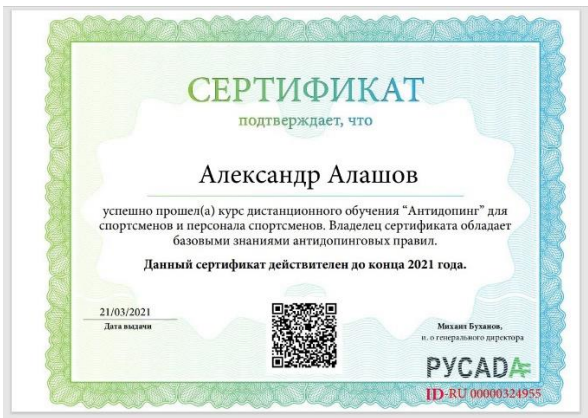 СЕРТИФИКАТ
подтверждает, что
Александр Алашов
успешно прошел(а) курс дистанционного обучения "Антидопинг" для
спортсменов и персонала спортсменов. Владелец сертификата обладает
базовыми знаниями антидопинговых правил.
Данный сертификат действителен до конца 2021 года.
21/03/2021
Дата выдачи
Михаил Буханов,
и. о генерального директора
РУСАДА
ID-RU 00000324955